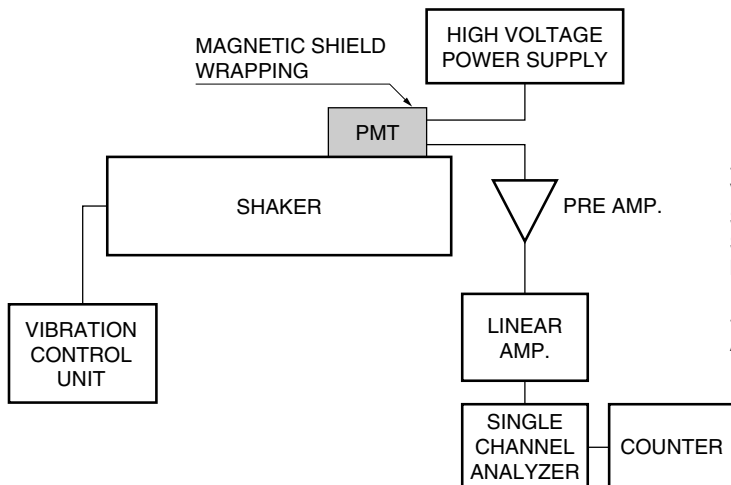 HIGH VOLTAGE
POWER SUPPLY
MAGNETIC SHIELD
WRAPPING
PMT
SHAKER
PRE AMP.
VIBRATION
CONTROL
UNIT
LINEAR
AMP.
SINGLE
CHANNEL
ANALYZER
COUNTER